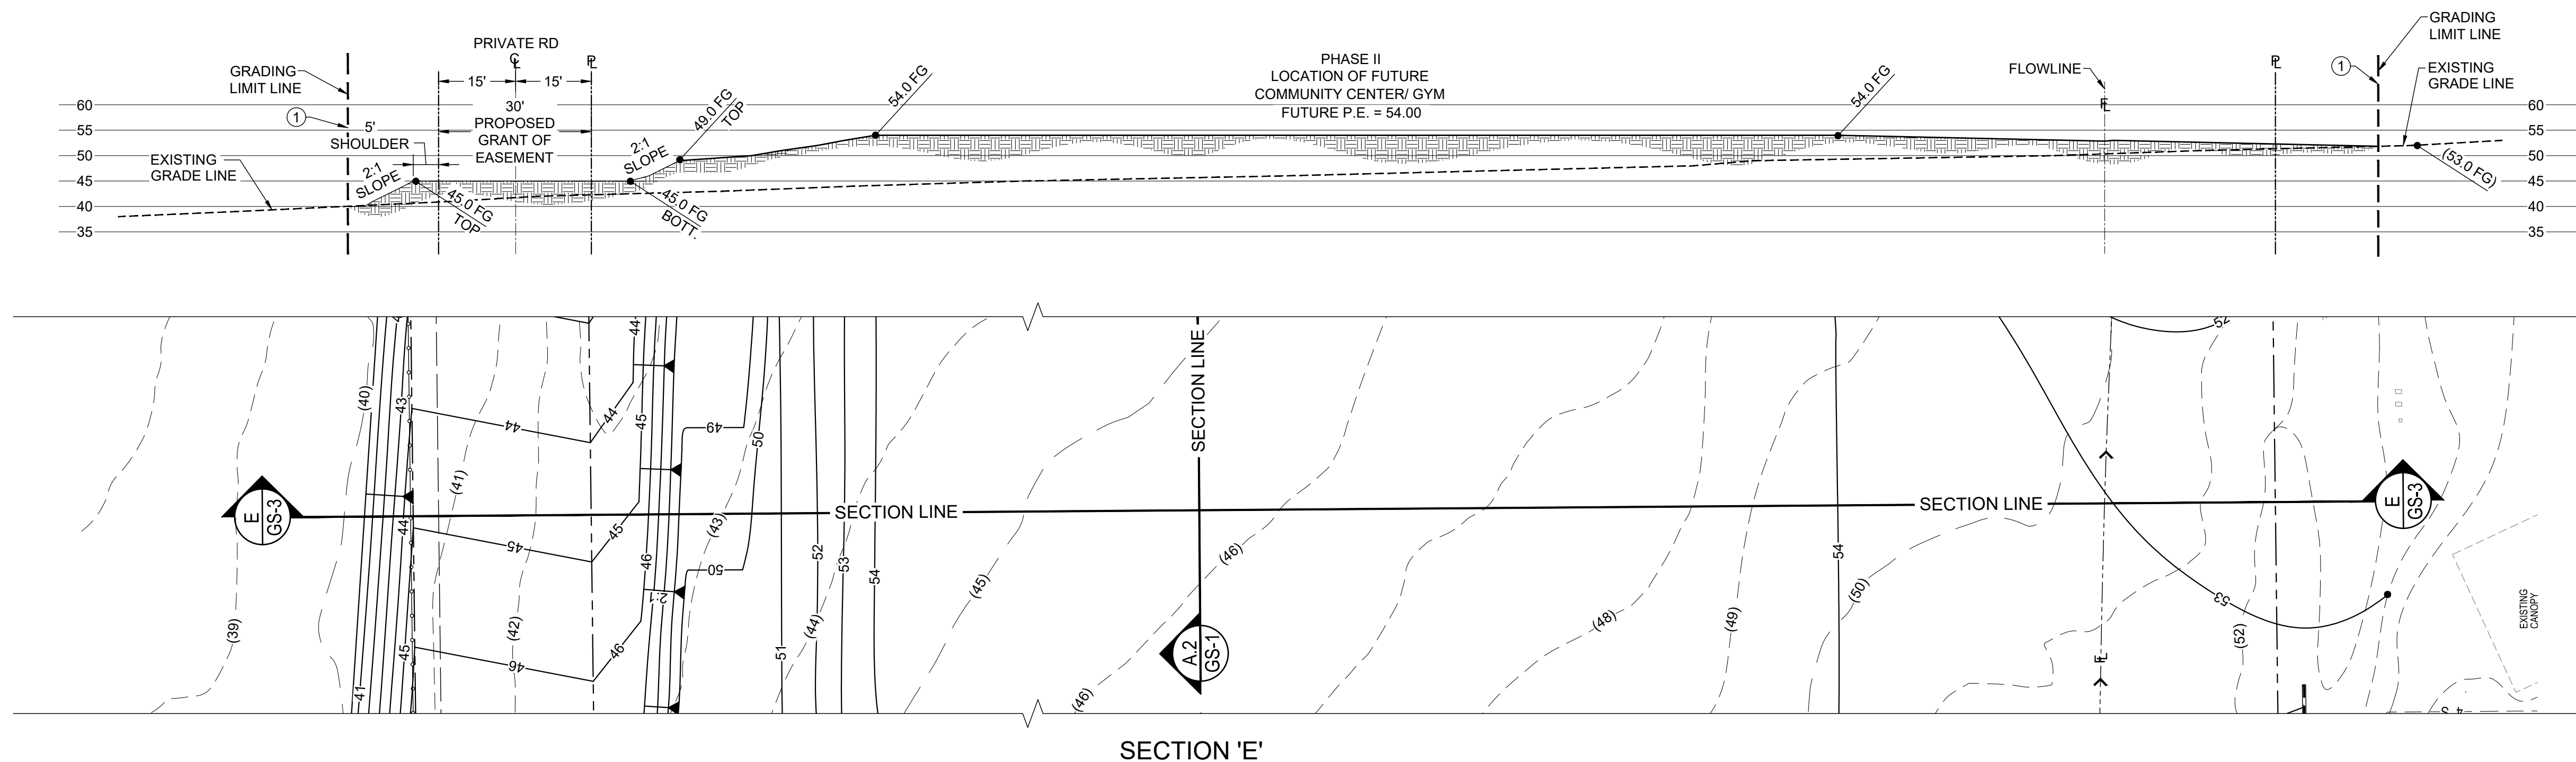 GRADING
LIMIT LINE
PRIVATE RD
℄
15'
15'
30'
PROPOSED
GRANT OF
EASEMENT
PL
1
5'
SHOULDER
EXISTING
GRADE LINE
2:1
SLOPE
45.0 FG
TOP
2:1
SLOPE
45.0 FG
BOTT.
49.0 FG
TOP
54.0 FG
PHASE II
LOCATION OF FUTURE
COMMUNITY CENTER/ GYM
FUTURE P.E. = 54.00
54.0 FG
FLOWLINE
FL
PL
1
GRADING
LIMIT LINE
EXISTING
GRADE LINE
(53.0 FG)
60
55
50
45
40
35
60
55
50
45
40
35
(39)
E
GS-3
(40)
41
43
44
45
4
(41)
(42)
44
45
46
44
45
46
44
45
46
2:1
49
50
50
(43)
51
52
53
54
(44)
SECTION LINE
(45)
(46)
(46)
SECTION LINE
A.2
GS-1
(48)
(49)
54
(50)
SECTION LINE
FL
52
53
(52)
E
GS-3
EXISTING
CANOPY
SECTION 'E'